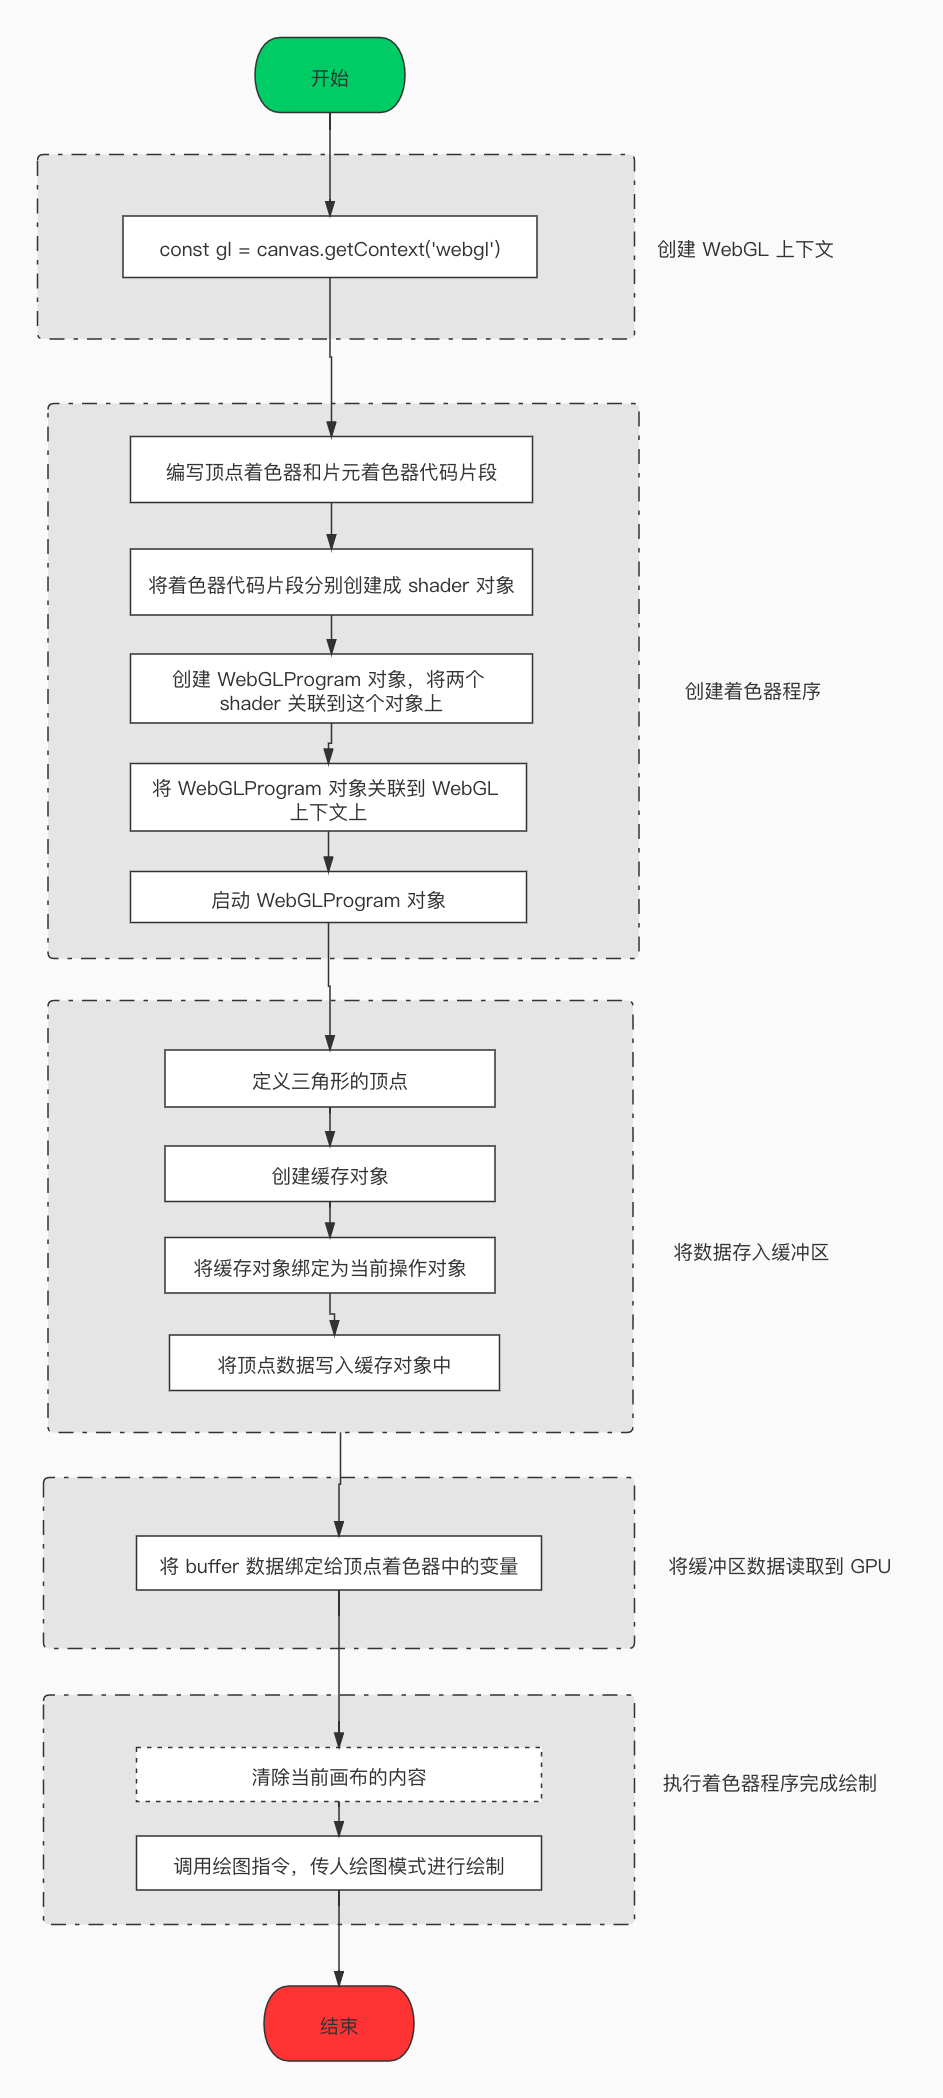 开始
const gl = canvas.getContext('webgl')
创建 WebGL 上下文
编写顶点着色器和片元着色器代码片段
将着色器代码片段分别创建成 shader 对象
创建 WebGLProgram 对象，将两个
shader 关联到这个对象上
创建着色器程序
将 WebGLProgram 对象关联到 WebGL
上下文上
启动 WebGLProgram 对象
定义三角形的顶点
创建缓存对象
将缓存对象绑定为当前操作对象
将数据存入缓冲区
将顶点数据写入缓存对象中
将 buffer 数据绑定给顶点着色器中的变量
将缓冲区数据读取到 GPU
清除当前画布的内容
执行着色器程序完成绘制
调用绘图指令，传人绘图模式进行绘制
结束